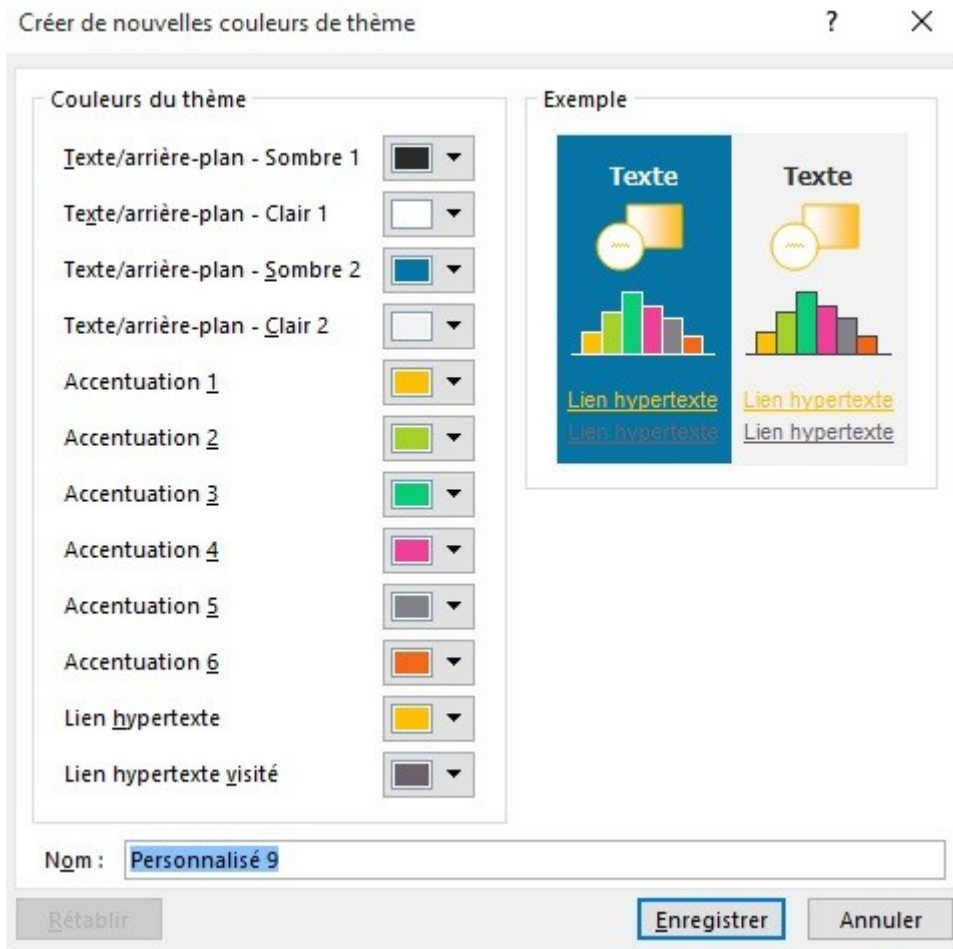 Créer de nouvelles couleurs de thème ?
Couleurs du thème
Texte/arrière-plan - Sombre 1
Texte/arrière-plan - Clair 1
Texte/arrière-plan - Sombre 2
Texte/arrière-plan - Clair 2
Accentuation 1
Accentuation 2
Accentuation 3
Accentuation 4
Accentuation 5
Accentuation 6
Lien hypertexte
Lien hypertexte visité
Exemple
Texte Texte
Lien hypertexte Lien hypertexte
Lien hypertexte Lien hypertexte
Nom : Personnalisé 9
Rétablir Enregistrer Annuler